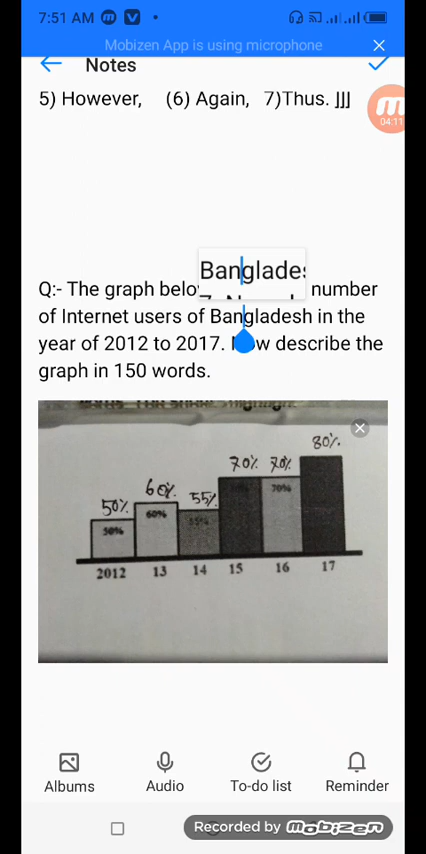 7:51 AM
Mobizen App is using microphone
Notes
5) However, (6) Again, 7)Thus. ]]]
04:11
Banglades
Q:- The graph belo number
of Internet users of Bangladesh in the
year of 2012 to 2017. ow describe the
graph in 150 words.
80%
70% 70%
60%
55%
50%
60%
70%
50%
2012 13 14 15 16 17
Albums Audio To-do list Reminder
Recorded by mobizen